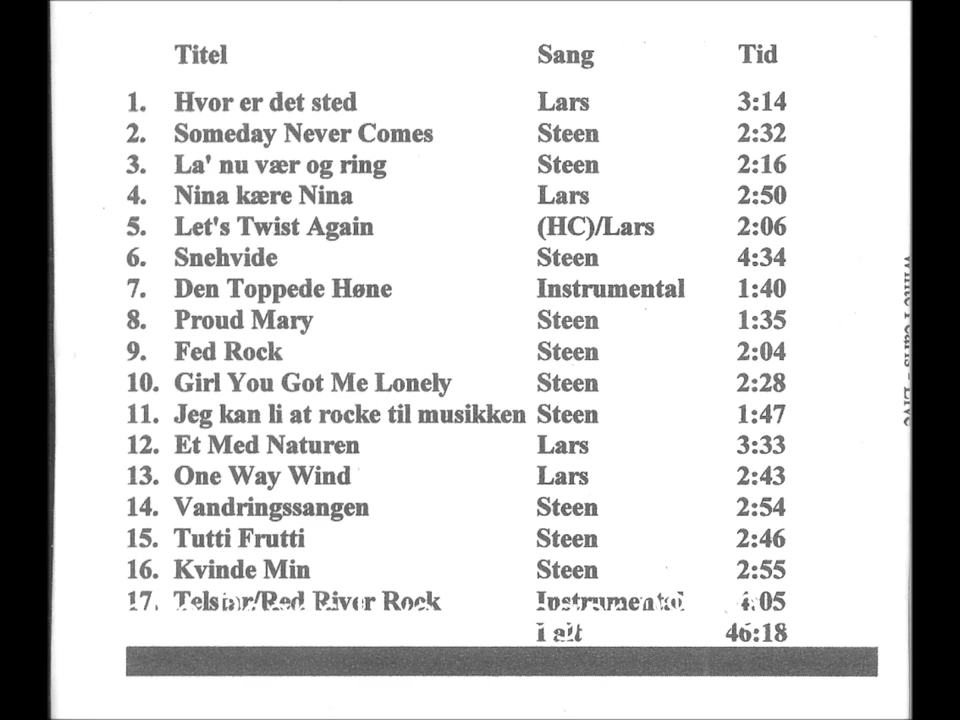 Titel Sang Tid
1. Hvor er det sted Lars 3:14
2. Someday Never Comes Steen 2:32
3. La' nu vær og ring Steen 2:16
4. Nina kære Nina Lars 2:50
5. Let's Twist Again (HC)/Lars 2:06
6. Snehvide Steen 4:34
7. Den Toppede Høne Instrumental 1:40
8. Proud Mary Steen 1:35
9. Fed Rock Steen 2:04
10. Girl You Got Me Lonely Steen 2:28
11. Jeg kan li at rocke til musikken Steen 1:47
12. Et Med Naturen Lars 3:33
13. One Way Wind Lars 2:43
14. Vandringssangen Steen 2:54
15. Tutti Frutti Steen 2:46
16. Kvinde Min Steen 2:55
17. Telstar/Red River Rock Instrumental 4:05
I alt 46:18